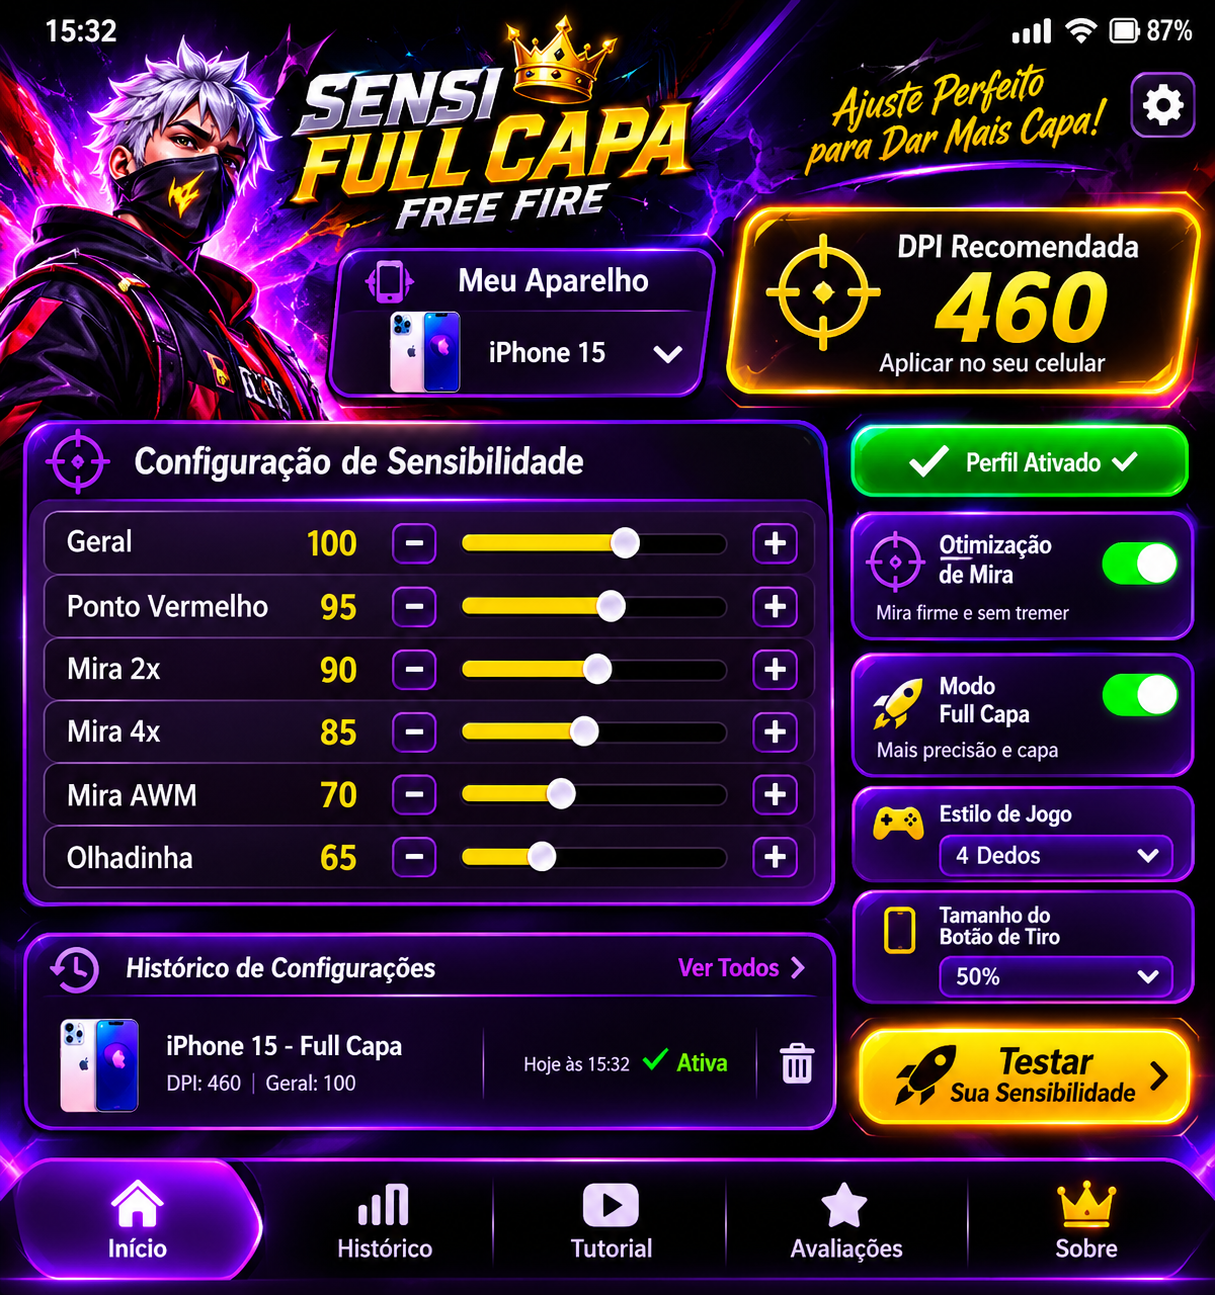 15:32
87%
SENSI
FULL CAPA
FREE FIRE
Ajuste Perfeito
para Dar Mais Capa!
Meu Aparelho
iPhone 15
DPI Recomendada
460
Aplicar no seu celular
Configuração de Sensibilidade
Geral 100 − +
Ponto Vermelho 95 − +
Mira 2x 90 − +
Mira 4x 85 − +
Mira AWM 70 − +
Olhadinha 65 − +
Perfil Ativado
Otimização
de Mira
Mira firme e sem tremer
Modo
Full Capa
Mais precisão e capa
Estilo de Jogo
4 Dedos
Tamanho do
Botão de Tiro
50%
Histórico de Configurações
Ver Todos
iPhone 15 - Full Capa
DPI: 460 | Geral: 100
Hoje às 15:32 ✓ Ativa
Testar
Sua Sensibilidade
Início
Histórico
Tutorial
Avaliações
Sobre